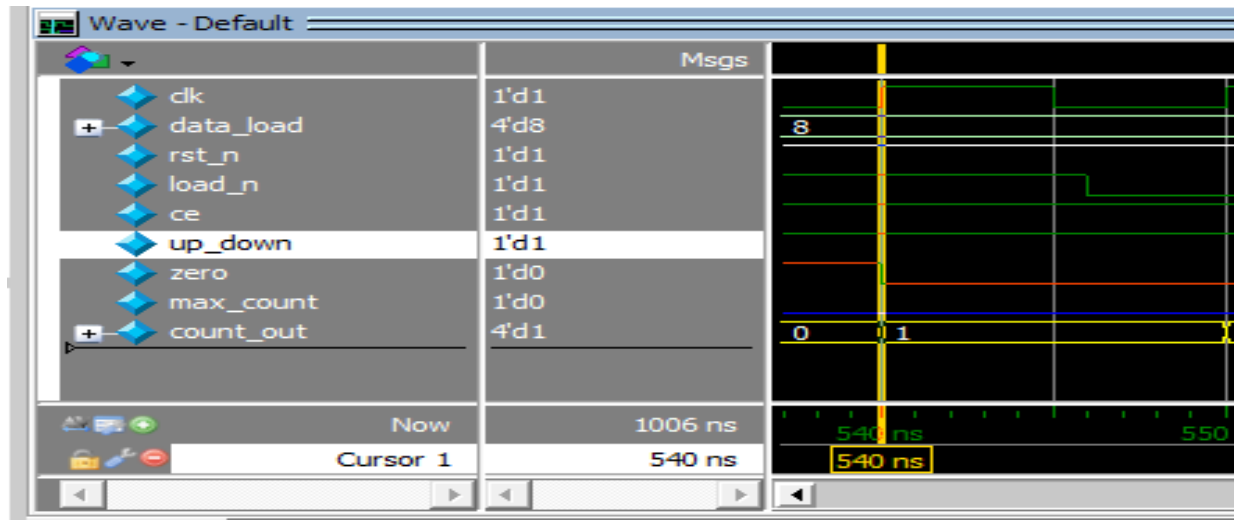 Wave - Default
Msgs
clk 1'd1
data_load 4'd8 8
rst_n 1'd1
load_n 1'd1
ce 1'd1
up_down 1'd1
zero 1'd0
max_count 1'd0
count_out 4'd1 0 1
Now 1006 ns 540 ns 550
Cursor 1 540 ns 540 ns